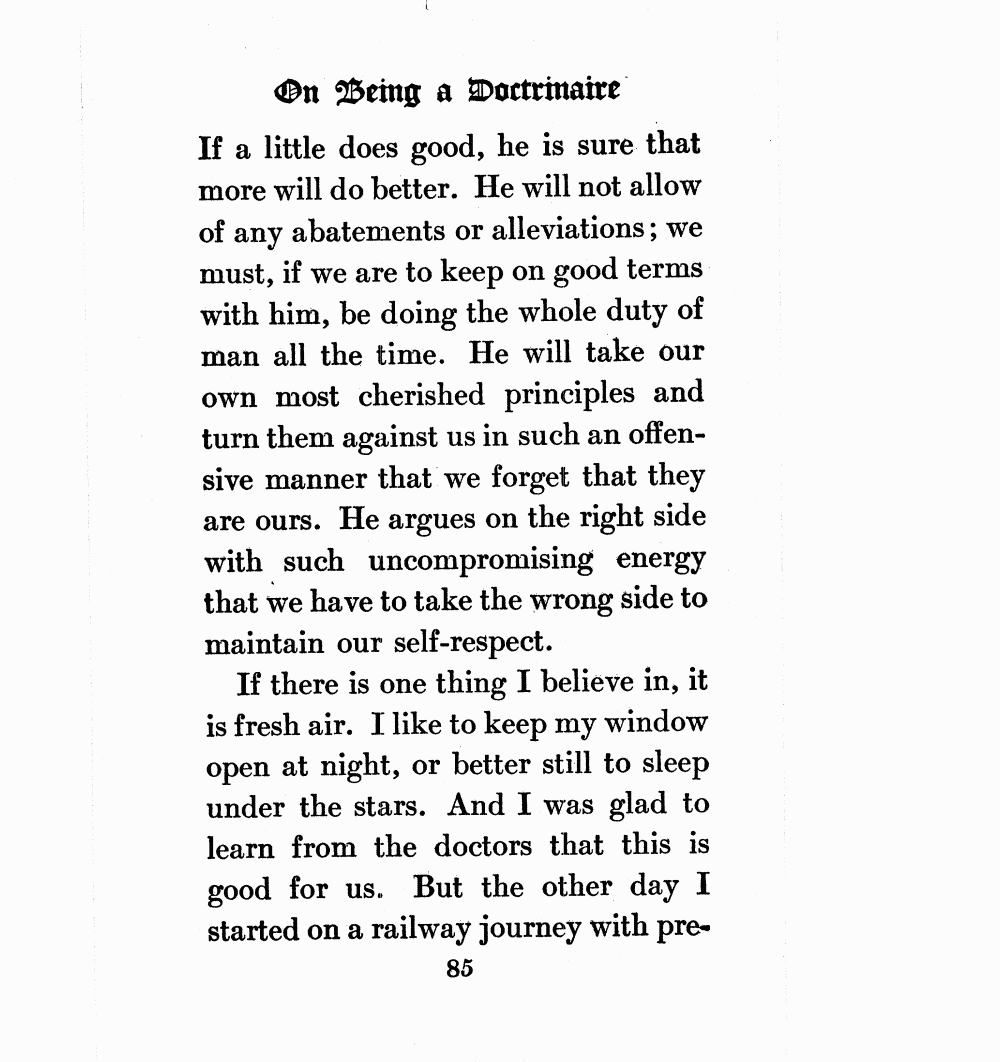 On Being a Doctrinaire
If a little does good, he is sure that
more will do better. He will not allow
of any abatements or alleviations; we
must, if we are to keep on good terms
with him, be doing the whole duty of
man all the time. He will take our
own most cherished principles and
turn them against us in such an offen-
sive manner that we forget that they
are ours. He argues on the right side
with such uncompromising energy
that we have to take the wrong side to
maintain our self-respect.
If there is one thing I believe in, it
is fresh air. I like to keep my window
open at night, or better still to sleep
under the stars. And I was glad to
learn from the doctors that this is
good for us. But the other day I
started on a railway journey with pre-
85